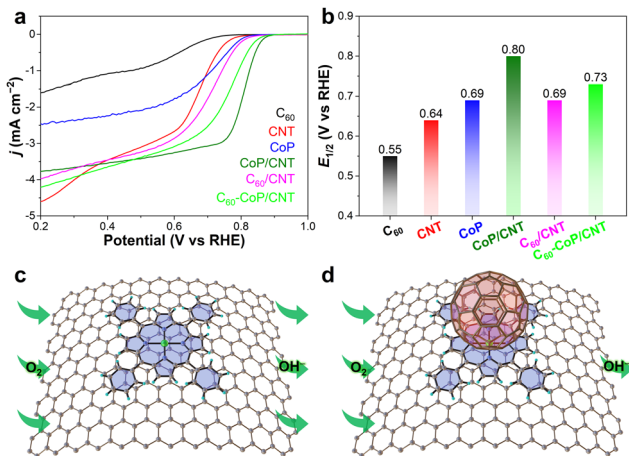 a
0
-1
-2
-3
-4
-5
j (mA cm⁻²)
C₆₀
CNT
CoP
CoP/CNT
C₆₀/CNT
C₆₀-CoP/CNT
0.2 0.4 0.6 0.8 1.0
Potential (V vs RHE)
b
0.9
0.8
0.7
0.6
0.5
0.4
E₁/₂ (V vs RHE)
0.55 0.64 0.69 0.80 0.69 0.73
C₆₀ CNT CoP CoP/CNT C₆₀/CNT C₆₀-CoP/CNT
c
O₂ OH
d
O₂ OH